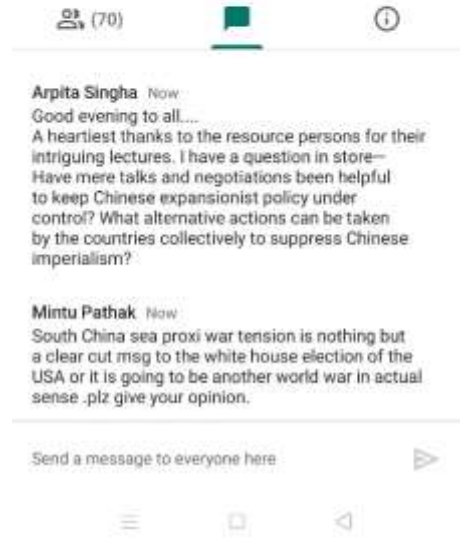 (70)
Arpita Singha Now
Good evening to all....
A heartiest thanks to the resource persons for their
intriguing lectures. I have a question in store—
Have mere talks and negotiations been helpful
to keep Chinese expansionist policy under
control? What alternative actions can be taken
by the countries collectively to suppress Chinese
imperialism?
Mintu Pathak Now
South China sea proxi war tension is nothing but
a clear cut msg to the white house election of the
USA or it is going to be another world war in actual
sense .plz give your opinion.
Send a message to everyone here